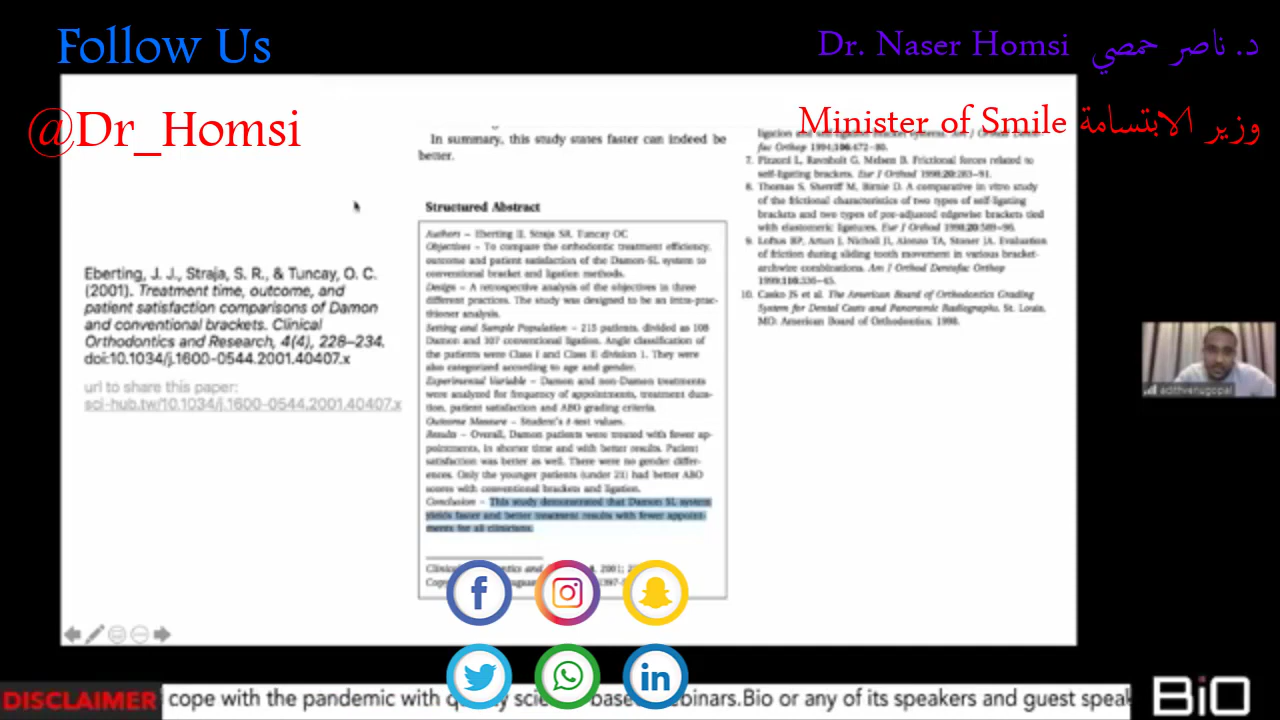 Follow Us
Dr. Naser Homsi د. ناصر حمصي
@Dr_Homsi
Minister of Smile وزير الابتسامة
In summary, this study states faster can indeed be
better.
Structured Abstract
Authors – Eberting JJ, Straja SR, Tuncay OC
Objectives – To compare the orthodontic treatment efficiency,
outcome and patient satisfaction of the Damon-SL system to
conventional bracket and ligation methods.
Design – A retrospective analysis of the objectives in three
different practices. The study was designed to be an intra-prac-
titioner analysis.
Setting and Sample Population – 215 patients, divided as 108
Damon and 107 conventional ligation. Angle classification of
the patients were Class I and Class II division 1. They were
also categorized according to age and gender.
Experimental Variable – Damon and non-Damon treatments
were analyzed for frequency of appointments, treatment dura-
tion, patient satisfaction and ABO grading criteria.
Outcome Measure – Student's t-test values.
Results – Overall, Damon patients were treated with fewer ap-
pointments, in shorter time and with better results. Patient
satisfaction was better as well. There were no gender differ-
ences. Only the younger patients (under 21) had better ABO
scores with conventional brackets and ligation.
Conclusion – This study demonstrated that Damon SL system
yields faster and better treatment results with fewer appoint-
ments for all clinicians.
2001;
fac Orthop 1994;106:472–80.
7. Pizzoni L, Ravnholt G, Melsen B. Frictional forces related to
self-ligating brackets. Eur J Orthod 1998;20:283–91.
8. Thomas S, Sherriff M, Birnie D. A comparative in vitro study
of the frictional characteristics of two types of self-ligating
brackets and two types of pre-adjusted edgewise brackets tied
with elastomeric ligatures. Eur J Orthod 1998;20:589–96.
9. Loftus BP, Artun J, Nicholls JI, Alonzo TA, Stoner JA. Evaluation
of friction during sliding tooth movement in various bracket-
archwire combinations. Am J Orthod Dentofac Orthop
1999;116:336–45.
10. Casko JS et al. The American Board of Orthodontics Grading
System for Dental Casts and Panoramic Radiographs. St. Louis,
MO: American Board of Orthodontics; 1998.
Eberting, J. J., Straja, S. R., & Tuncay, O. C.
(2001). Treatment time, outcome, and
patient satisfaction comparisons of Damon
and conventional brackets. Clinical
Orthodontics and Research, 4(4), 228–234.
doi:10.1034/j.1600-0544.2001.40407.x
url to share this paper:
sci-hub.tw/10.1034/j.1600-0544.2001.40407.x
adithvenugopal
DISCLAIMER cope with the pandemic with based Bio or any of its speakers and guest
BiO